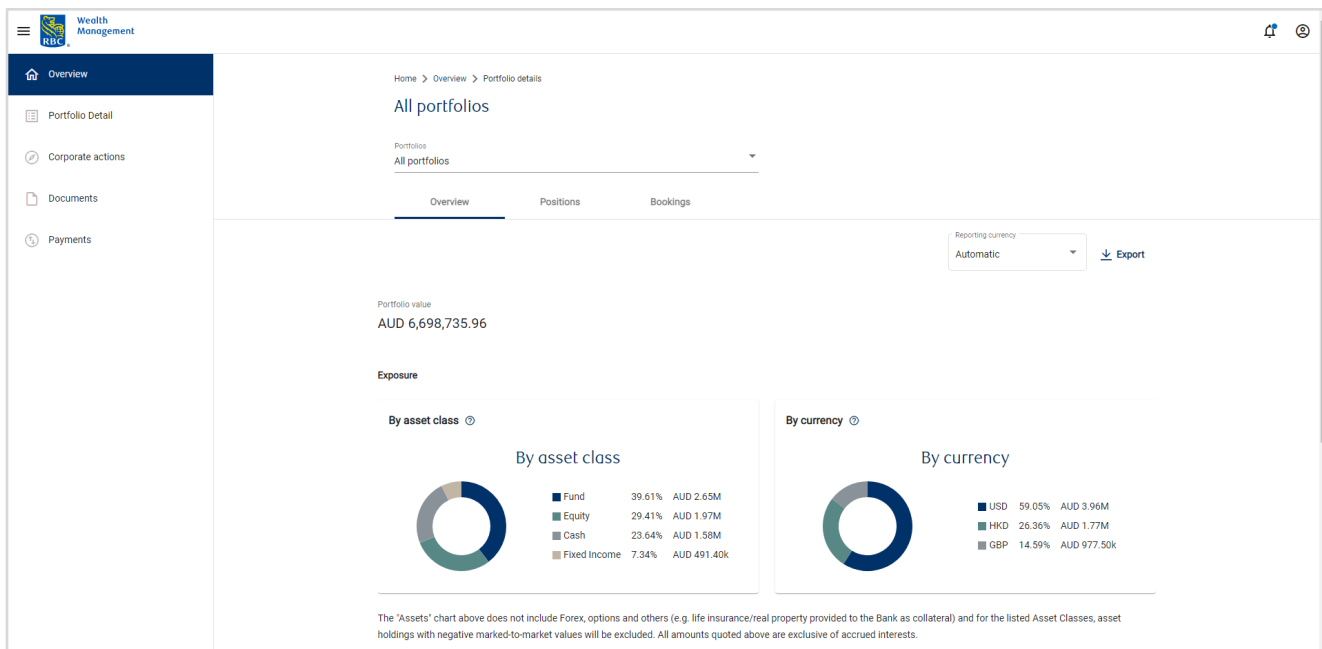 Wealth
Management
RBC
Overview
Portfolio Detail
Corporate actions
Documents
Payments
Home > Overview > Portfolio details
All portfolios
Portfolios
All portfolios
Overview Positions Bookings
Reporting currency
Automatic
Export
Portfolio value
AUD 6,698,735.96
Exposure
By asset class ?
By asset class
Fund 39.61% AUD 2.65M
Equity 29.41% AUD 1.97M
Cash 23.64% AUD 1.58M
Fixed Income 7.34% AUD 491.40k
By currency ?
By currency
USD 59.05% AUD 3.96M
HKD 26.36% AUD 1.77M
GBP 14.59% AUD 977.50k
The "Assets" chart above does not include Forex, options and others (e.g. life insurance/real property provided to the Bank as collateral) and for the listed Asset Classes, asset
holdings with negative marked-to-market values will be excluded. All amounts quoted above are exclusive of accrued interests.